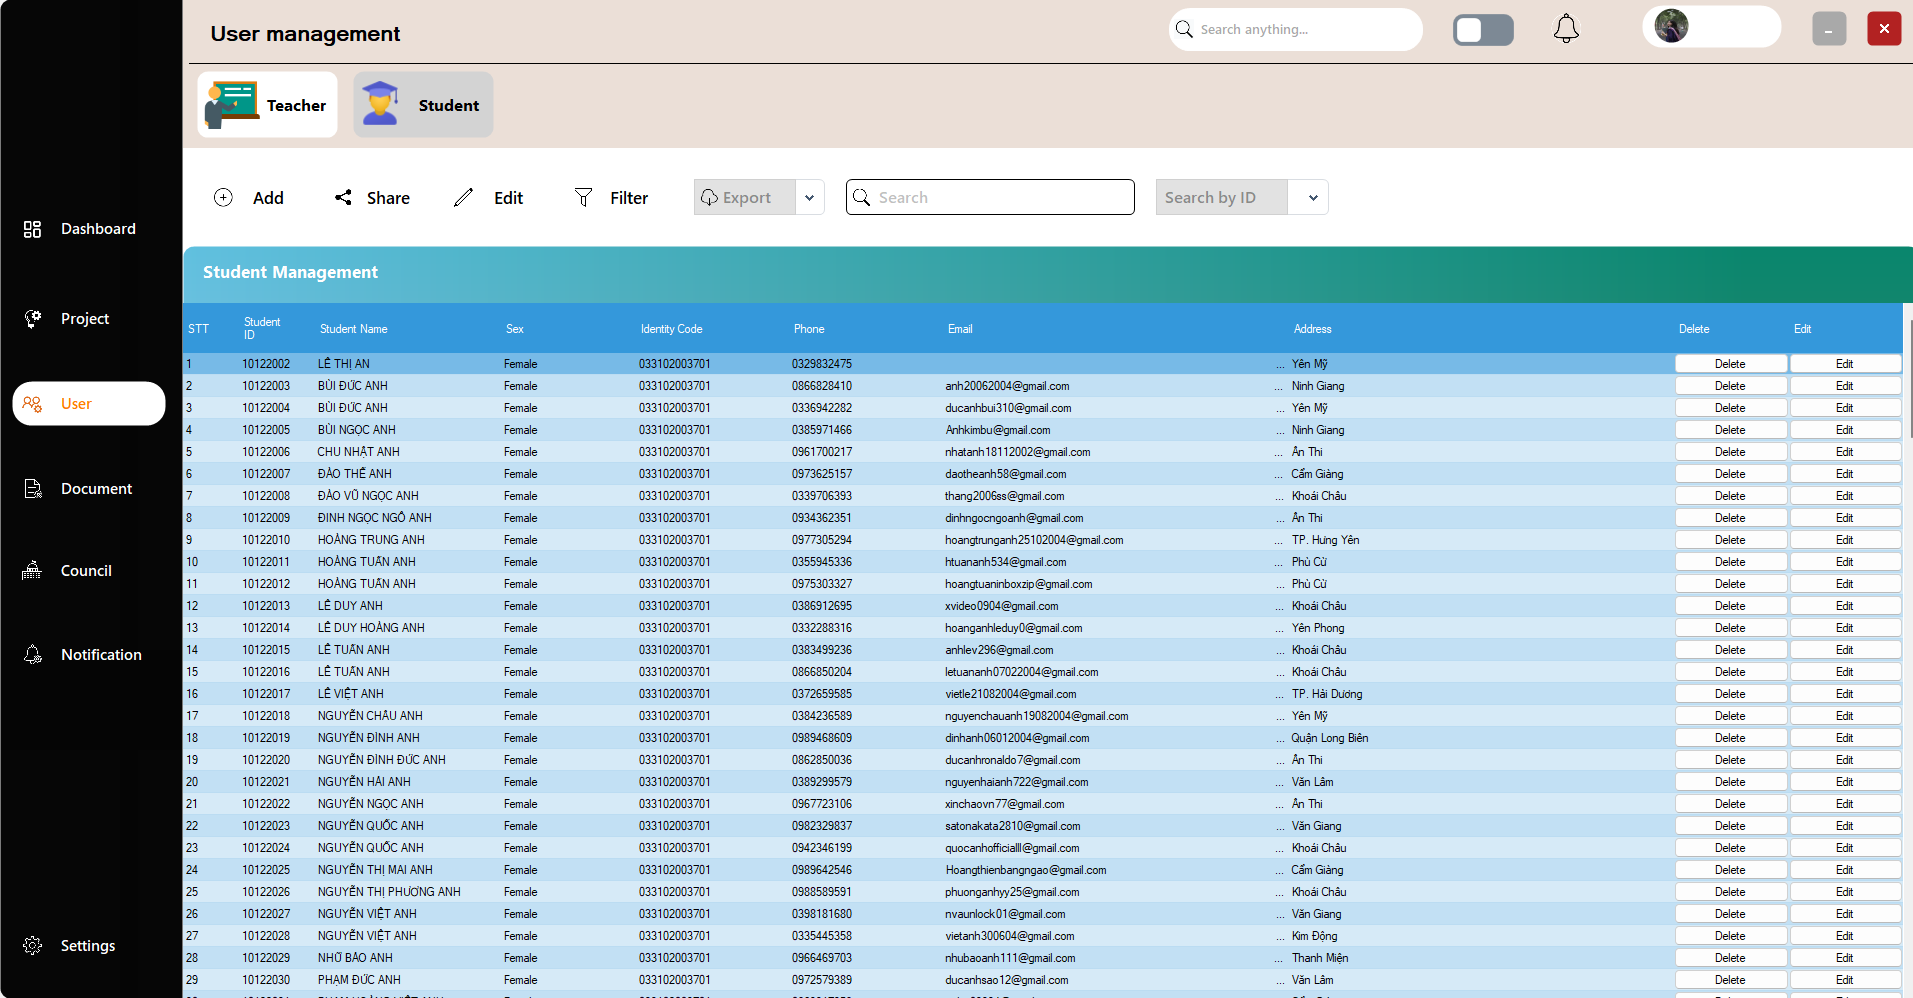 User management
Search anything...
Teacher
Student
Add
Share
Edit
Filter
Export
Search
Search by ID
Dashboard
Project
User
Document
Council
Notification
Settings
Student Management
STT Student ID Student Name Sex Identity Code Phone Email Address Delete Edit
1 10122002 LÊ THỊ AN Female 033102003701 0329832475 ... Yên Mỹ Delete Edit
2 10122003 BÙI ĐỨC ANH Female 033102003701 0866828410 anh20062004@gmail.com ... Ninh Giang Delete Edit
3 10122004 BÙI ĐỨC ANH Female 033102003701 0336942282 ducanhbui310@gmail.com ... Yên Mỹ Delete Edit
4 10122005 BÙI NGỌC ANH Female 033102003701 0385971466 Anhkimbu@gmail.com ... Ninh Giang Delete Edit
5 10122006 CHU NHẬT ANH Female 033102003701 0961700217 nhatanh18112002@gmail.com ... Ân Thi Delete Edit
6 10122007 ĐÀO THẾ ANH Female 033102003701 0973625157 daotheanh58@gmail.com ... Cẩm Giàng Delete Edit
7 10122008 ĐÀO VŨ NGỌC ANH Female 033102003701 0339706393 thang2006ss@gmail.com ... Khoái Châu Delete Edit
8 10122009 ĐINH NGỌC NGÔ ANH Female 033102003701 0934362351 dinhngocngoanh@gmail.com ... Ân Thi Delete Edit
9 10122010 HOÀNG TRUNG ANH Female 033102003701 0977305294 hoangtrunganh25102004@gmail.com ... TP. Hưng Yên Delete Edit
10 10122011 HOÀNG TUẤN ANH Female 033102003701 0355945336 htuananh534@gmail.com ... Phù Cừ Delete Edit
11 10122012 HOÀNG TUẤN ANH Female 033102003701 0975303327 hoangtuaninboxzip@gmail.com ... Phù Cừ Delete Edit
12 10122013 LÊ DUY ANH Female 033102003701 0386912695 xvideo0904@gmail.com ... Khoái Châu Delete Edit
13 10122014 LÊ DUY HOÀNG ANH Female 033102003701 0332288316 hoanganhleduy0@gmail.com ... Yên Phong Delete Edit
14 10122015 LÊ TUẤN ANH Female 033102003701 0383499236 anhlev296@gmail.com ... Khoái Châu Delete Edit
15 10122016 LÊ TUẤN ANH Female 033102003701 0866850204 letuananh07022004@gmail.com ... Khoái Châu Delete Edit
16 10122017 LÊ VIỆT ANH Female 033102003701 0372659585 vietle21082004@gmail.com ... TP. Hải Dương Delete Edit
17 10122018 NGUYỄN CHÂU ANH Female 033102003701 0384236589 nguyenchauanh19082004@gmail.com ... Yên Mỹ Delete Edit
18 10122019 NGUYỄN ĐÌNH ANH Female 033102003701 0989468609 dinhanh06012004@gmail.com ... Quận Long Biên Delete Edit
19 10122020 NGUYỄN ĐÌNH ĐỨC ANH Female 033102003701 0862850036 ducanhronaldo7@gmail.com ... Ân Thi Delete Edit
20 10122021 NGUYỄN HẢI ANH Female 033102003701 0389299579 nguyenhaianh722@gmail.com ... Văn Lâm Delete Edit
21 10122022 NGUYỄN NGỌC ANH Female 033102003701 0967723106 xinchaovn77@gmail.com ... Ân Thi Delete Edit
22 10122023 NGUYỄN QUỐC ANH Female 033102003701 0982329837 satonakata2810@gmail.com ... Văn Giang Delete Edit
23 10122024 NGUYỄN QUỐC ANH Female 033102003701 0942346199 quocanhofficialll@gmail.com ... Khoái Châu Delete Edit
24 10122025 NGUYỄN THỊ MAI ANH Female 033102003701 0989642546 Hoangthienbangngao@gmail.com ... Cẩm Giàng Delete Edit
25 10122026 NGUYỄN THỊ PHƯƠNG ANH Female 033102003701 0988589591 phuonganhyy25@gmail.com ... Khoái Châu Delete Edit
26 10122027 NGUYỄN VIỆT ANH Female 033102003701 0398181680 nvaunlock01@gmail.com ... Văn Giang Delete Edit
27 10122028 NGUYỄN VIỆT ANH Female 033102003701 0335445358 vietanh300604@gmail.com ... Kim Động Delete Edit
28 10122029 NHỮ BẢO ANH Female 033102003701 0966469703 nhubaoanh111@gmail.com ... Thanh Miện Delete Edit
29 10122030 PHẠM ĐỨC ANH Female 033102003701 0972579389 ducanhsao12@gmail.com ... Văn Lâm Delete Edit